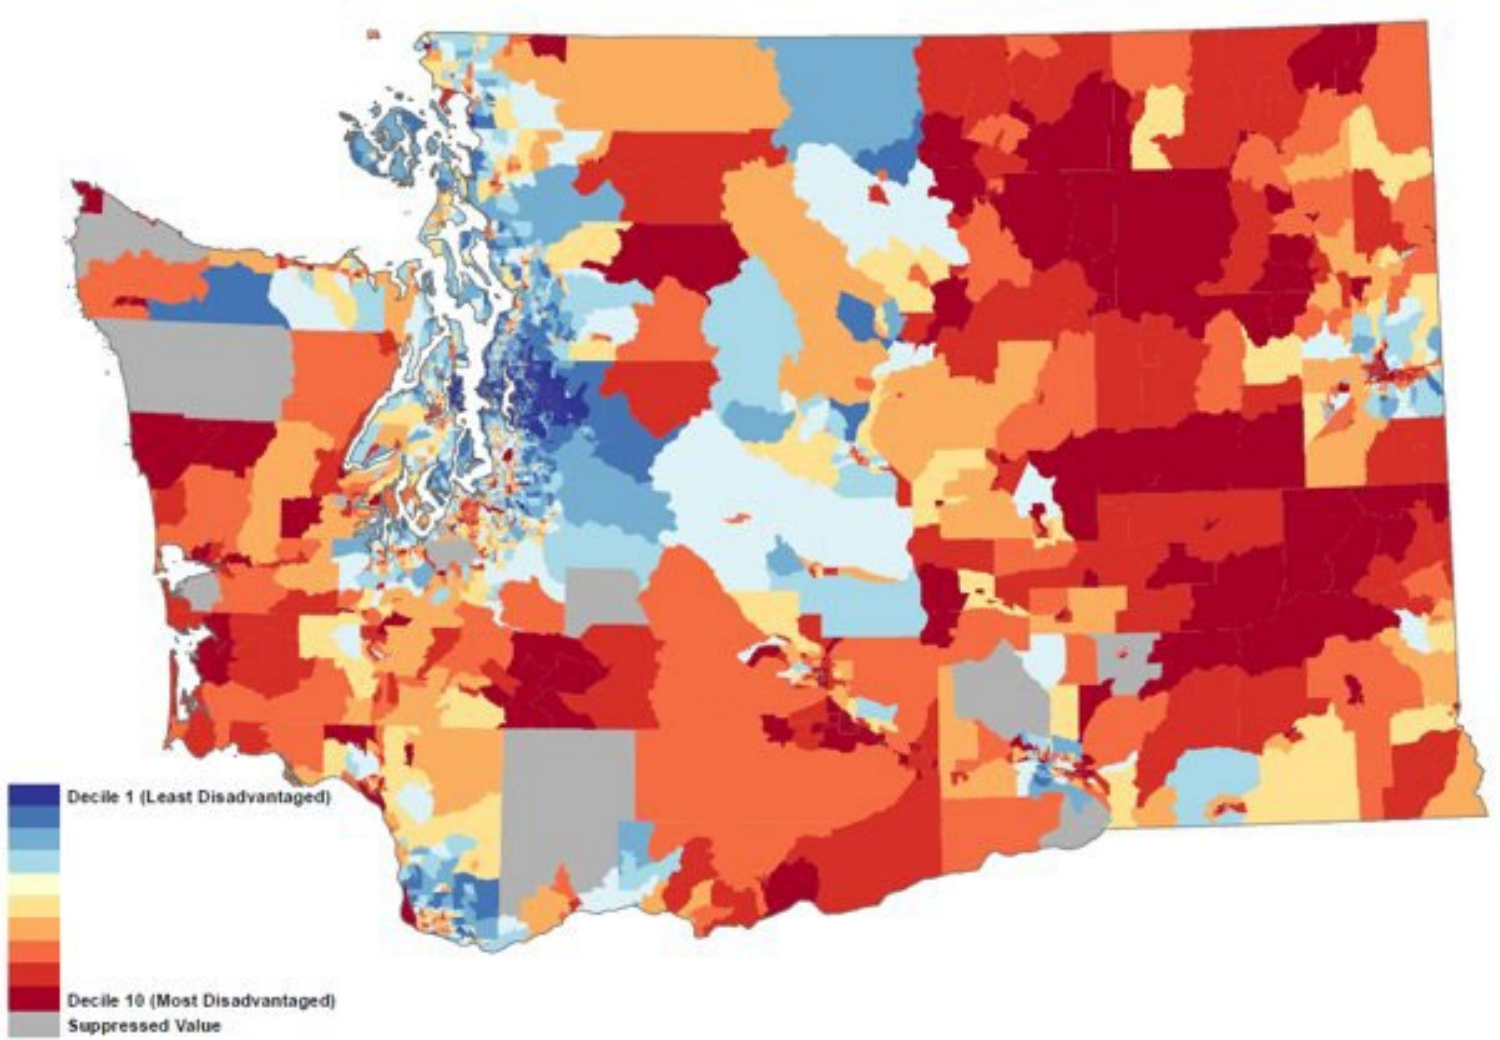 Decile 1 (Least Disadvantaged)
Decile 10 (Most Disadvantaged)
Suppressed Value